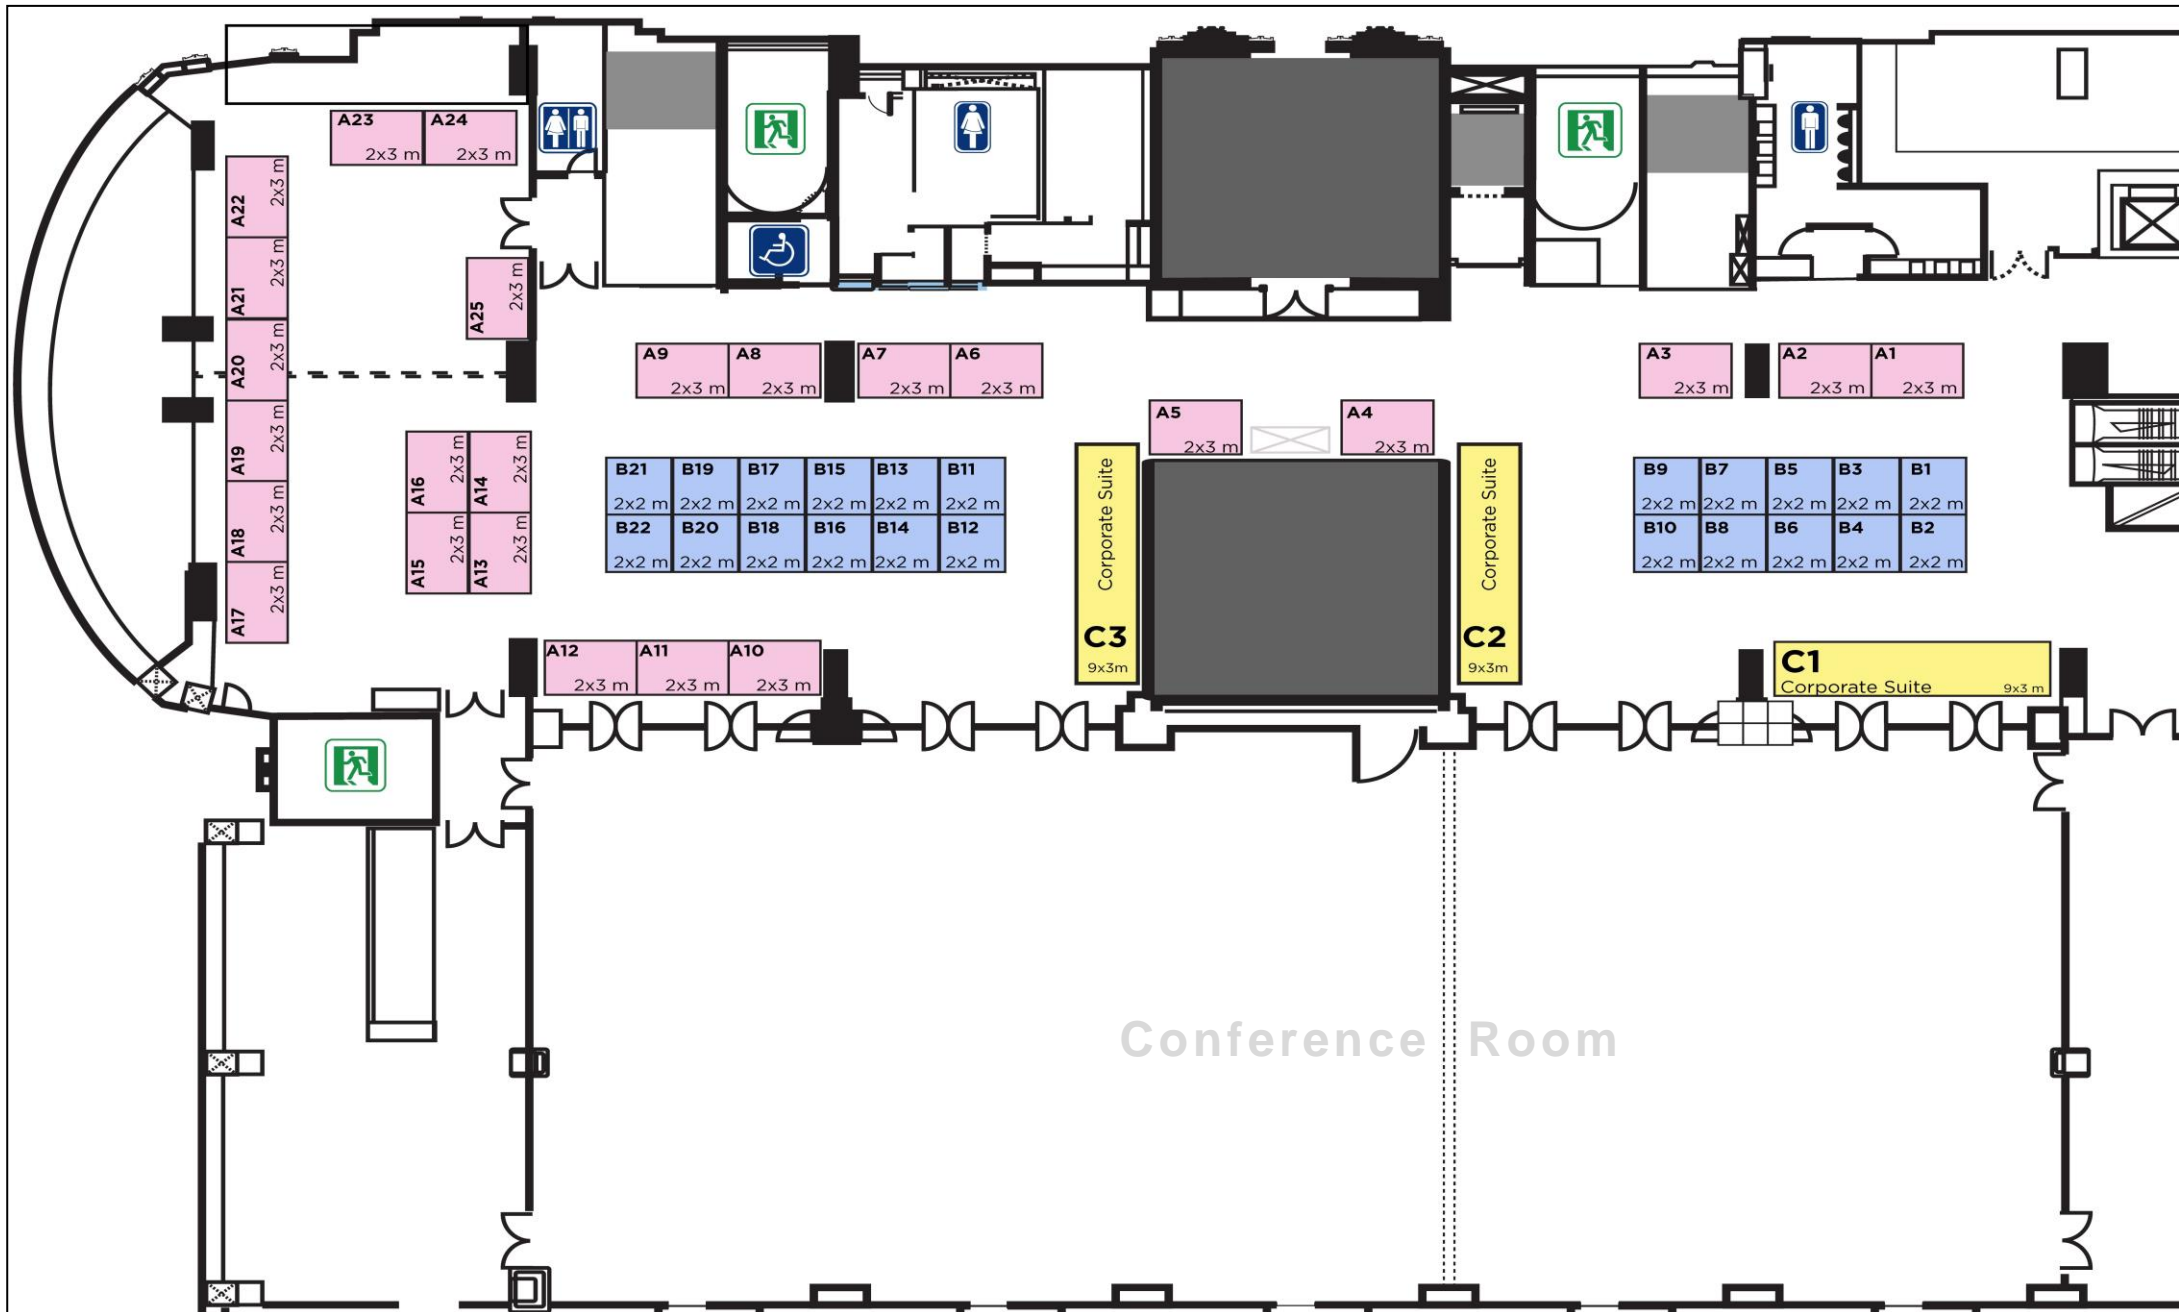 A23
2x3 m
A24
2x3 m
A22
2x3 m
A21
2x3 m
A20
2x3 m
A19
2x3 m
A18
2x3 m
A17
2x3 m
A25
2x3 m
A9
2x3 m
A8
2x3 m
A7
2x3 m
A6
2x3 m
A3
2x3 m
A2
2x3 m
A1
2x3 m
A5
2x3 m
A4
2x3 m
A16
2x3 m
A14
2x3 m
A15
2x3 m
A13
2x3 m
B21
2x2 m
B19
2x2 m
B17
2x2 m
B15
2x2 m
B13
2x2 m
B11
2x2 m
B22
2x2 m
B20
2x2 m
B18
2x2 m
B16
2x2 m
B14
2x2 m
B12
2x2 m
Corporate Suite
C3
9x3m
Corporate Suite
C2
9x3m
B9
2x2 m
B7
2x2 m
B5
2x2 m
B3
2x2 m
B1
2x2 m
B10
2x2 m
B8
2x2 m
B6
2x2 m
B4
2x2 m
B2
2x2 m
A12
2x3 m
A11
2x3 m
A10
2x3 m
C1
Corporate Suite 9x3 m
Conference Room